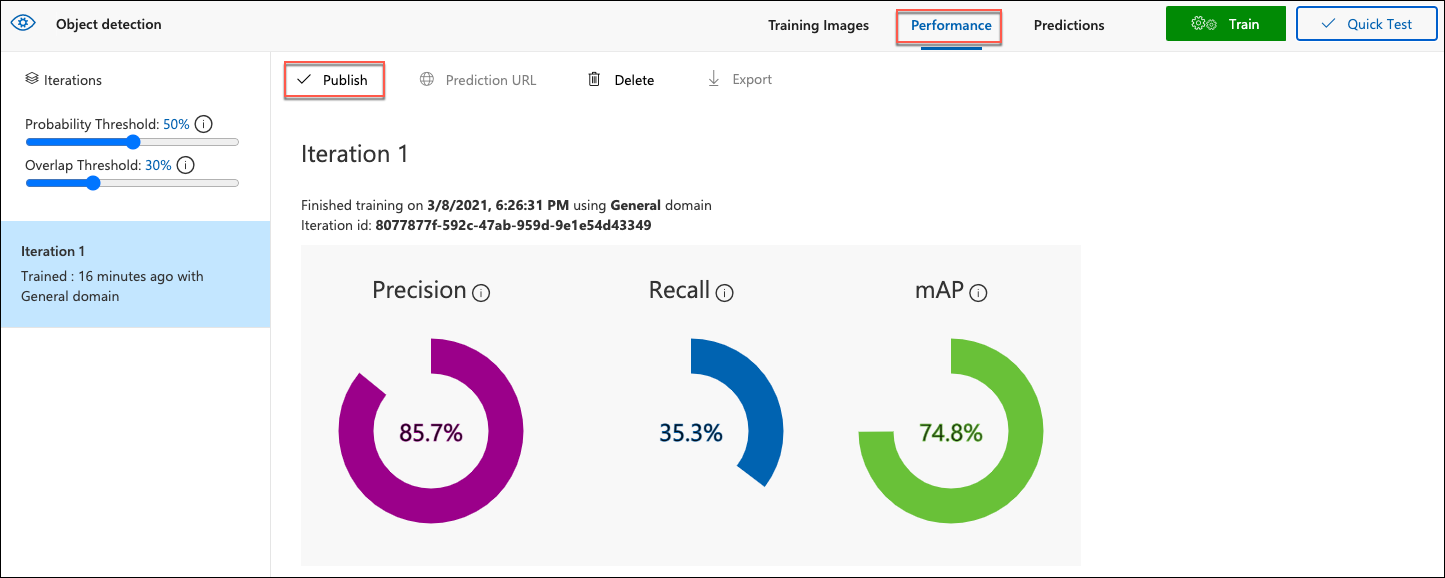 Object detection
Training Images
Performance
Predictions
Train
Quick Test
Iterations
Probability Threshold: 50%
Overlap Threshold: 30%
Iteration 1
Trained : 16 minutes ago with
General domain
Publish
Prediction URL
Delete
Export
Iteration 1
Finished training on 3/8/2021, 6:26:31 PM using General domain
Iteration id: 8077877f-592c-47ab-959d-9e1e54d43349
Precision
Recall
mAP
85.7%
35.3%
74.8%